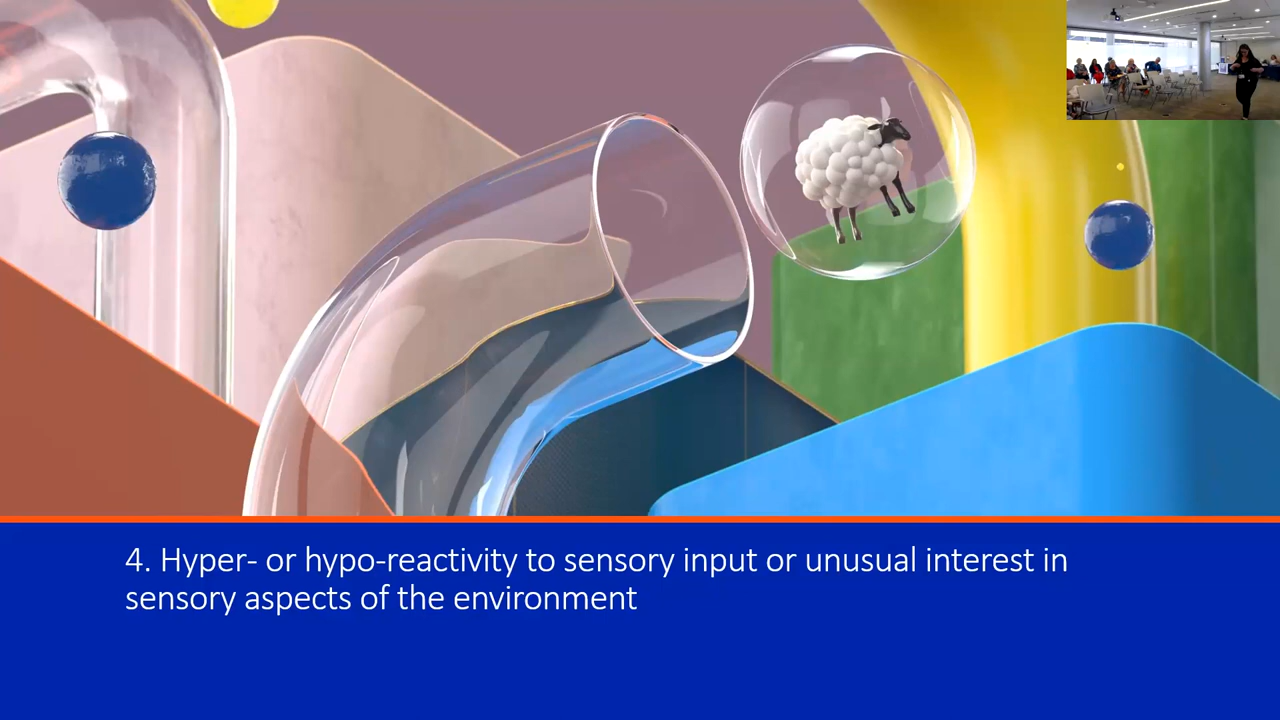 4. Hyper- or hypo-reactivity to sensory input or unusual interest in
sensory aspects of the environment